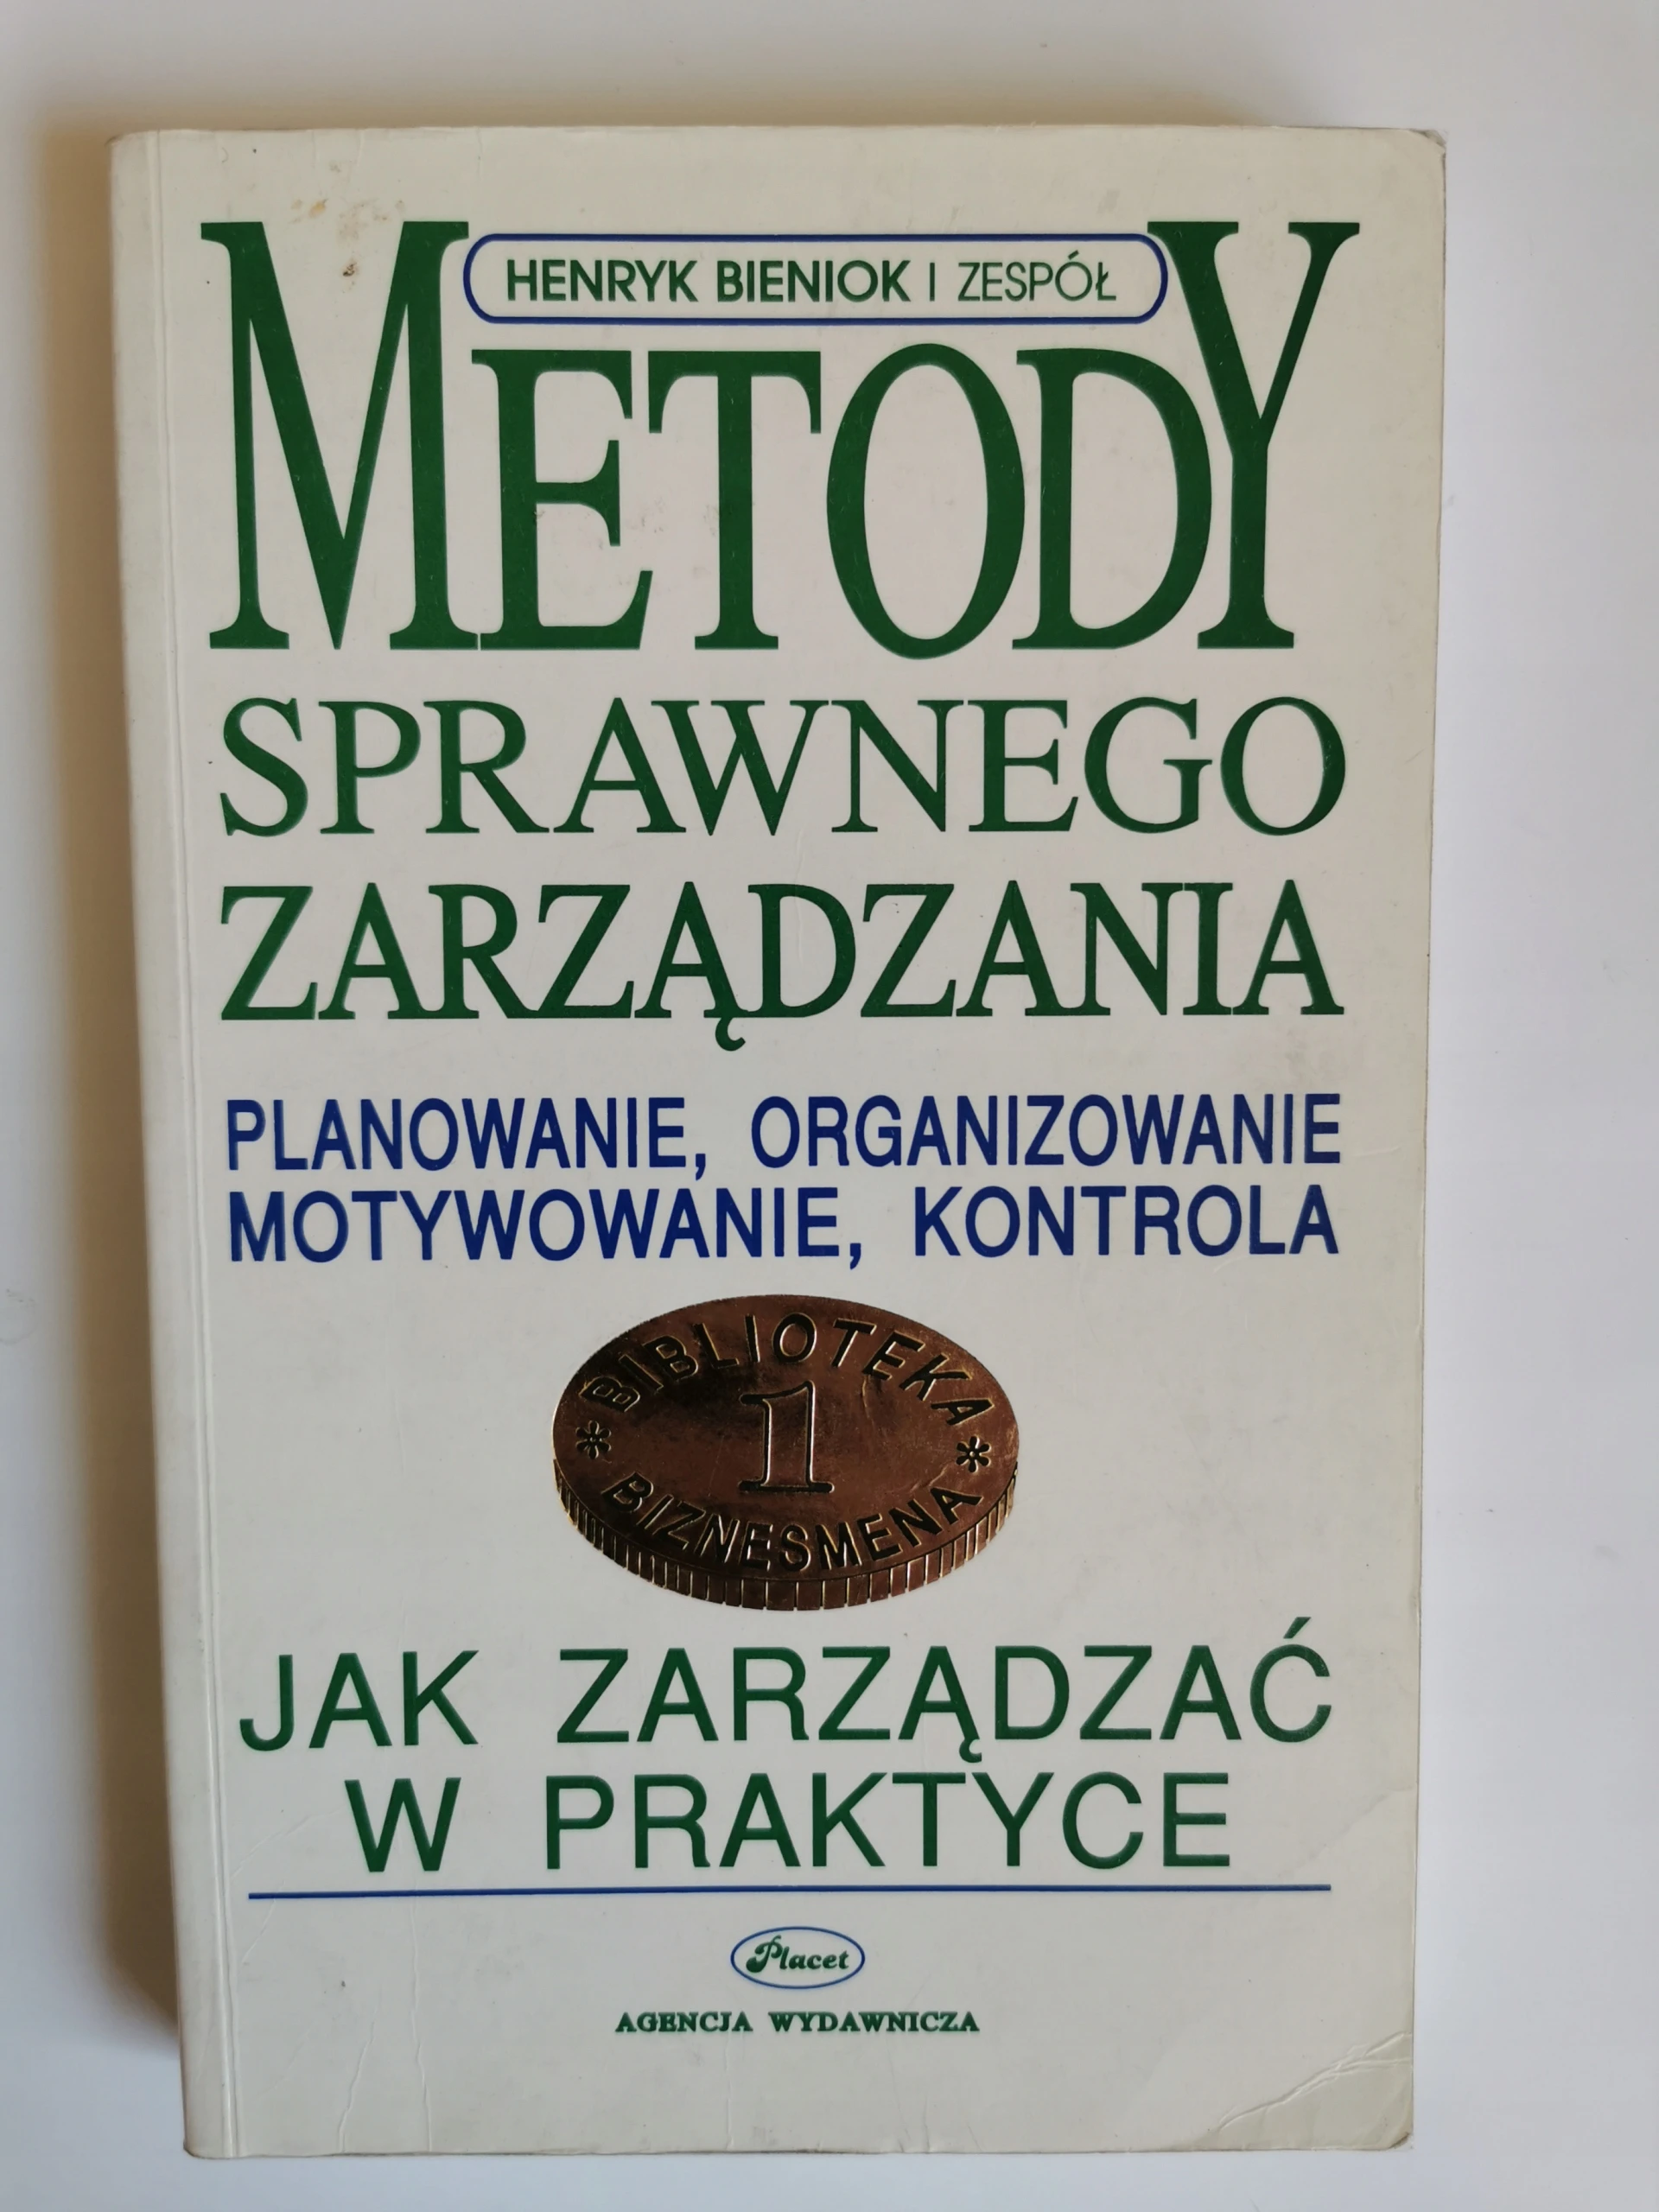 HENRYK BIENIOK I ZESPÓŁ
METODY
SPRAWNEGO
ZARZĄDZANIA
PLANOWANIE, ORGANIZOWANIE
MOTYWOWANIE, KONTROLA
* BIBLIOTEKA *
1
BIZNESMENA
JAK ZARZĄDZAĆ
W PRAKTYCE
Placet
AGENCJA WYDAWNICZA